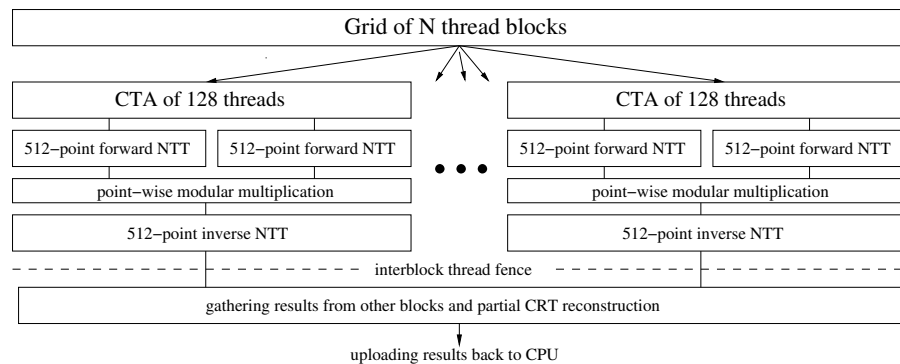 Grid of N thread blocks
CTA of 128 threads
CTA of 128 threads
512−point forward NTT
512−point forward NTT
512−point forward NTT
512−point forward NTT
point−wise modular multiplication
point−wise modular multiplication
512−point inverse NTT
512−point inverse NTT
interblock thread fence
gathering results from other blocks and partial CRT reconstruction
uploading results back to CPU